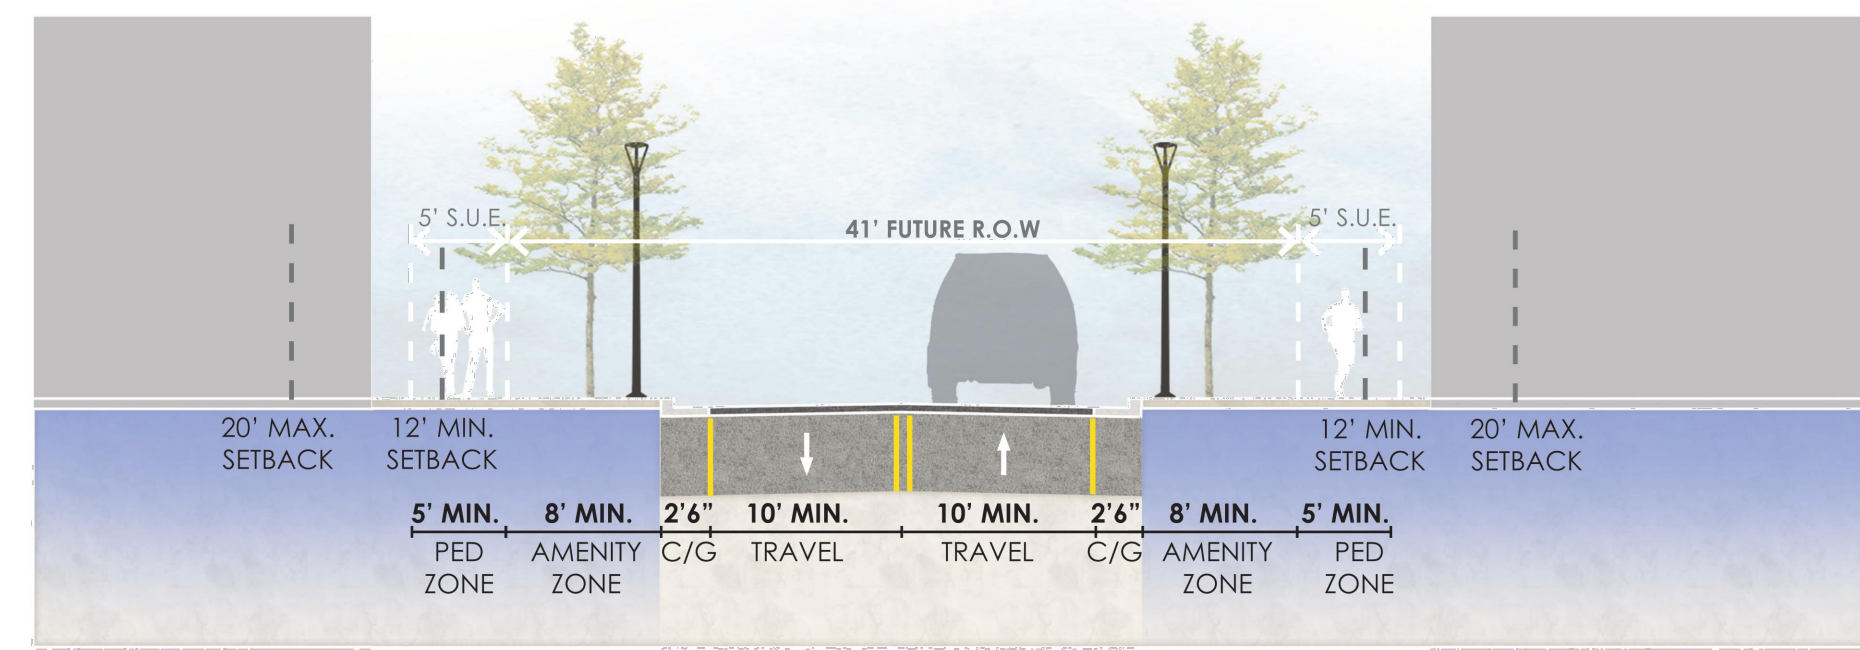 5’ S.U.E.
41’ FUTURE R.O.W
5’ S.U.E.
20’ MAX.
SETBACK
12’ MIN.
SETBACK
12’ MIN.
SETBACK
20’ MAX.
SETBACK
5’ MIN.
8’ MIN.
2’6”
10’ MIN.
10’ MIN.
2’6”
8’ MIN.
5’ MIN.
PED
ZONE
AMENITY
ZONE
C/G
TRAVEL
TRAVEL
C/G
AMENITY
ZONE
PED
ZONE